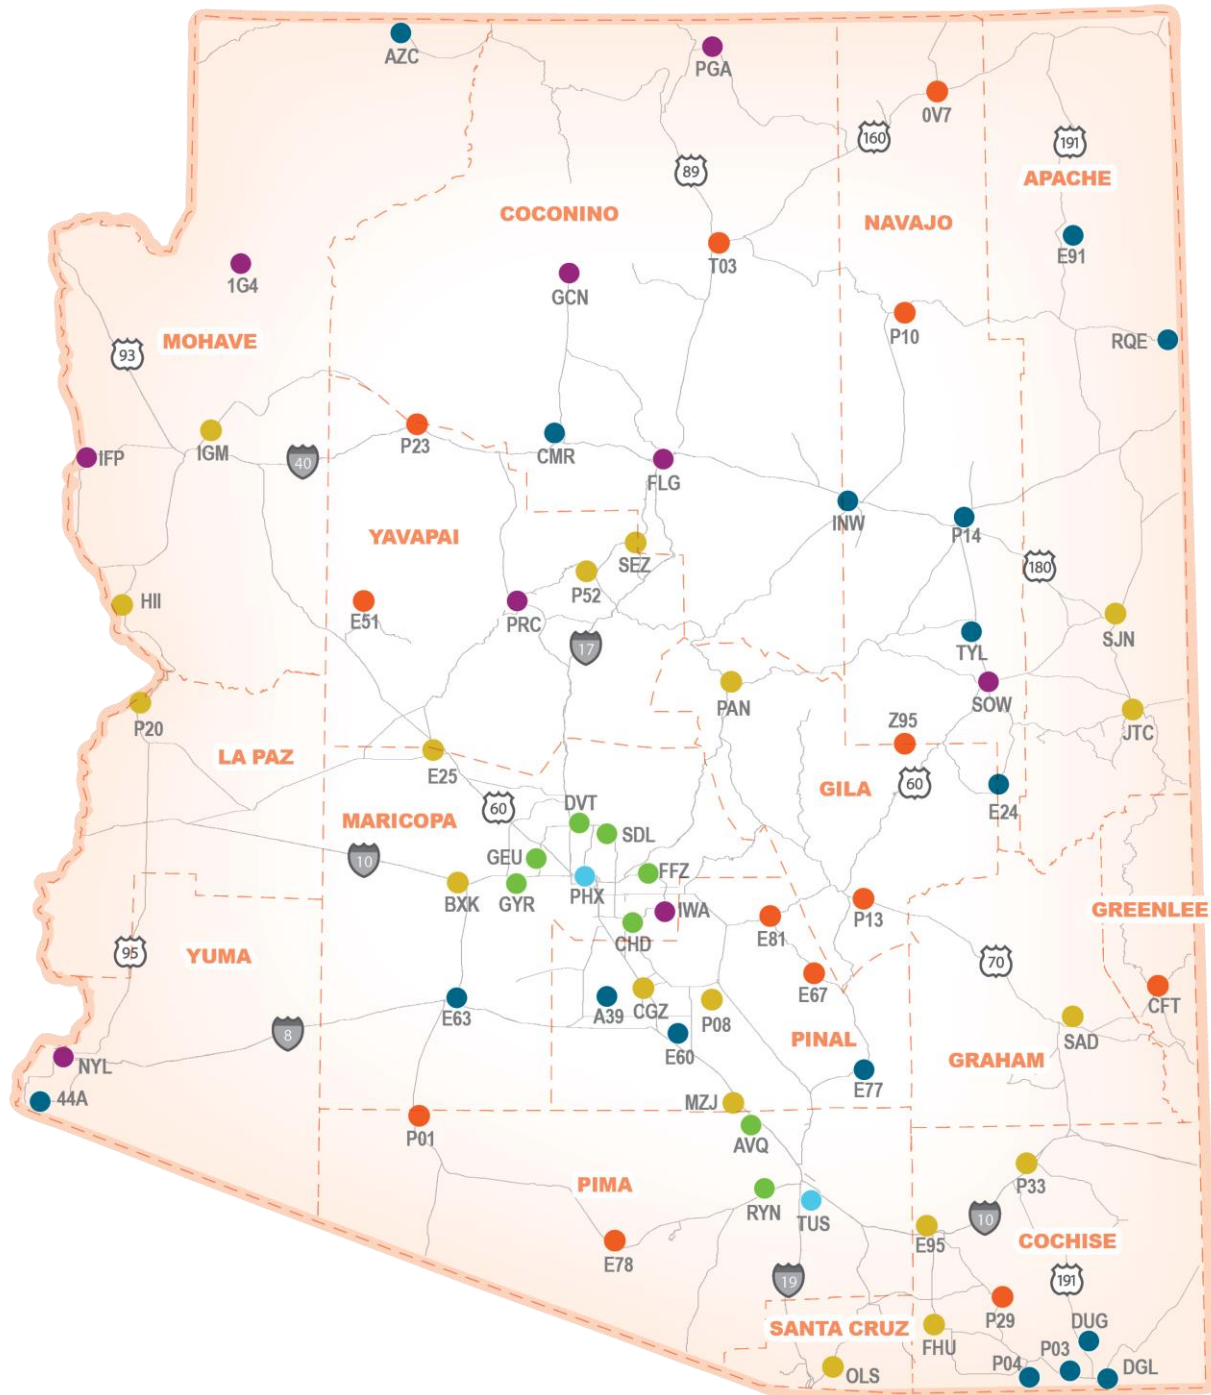 AZC
PGA
0V7
160
191
89
APACHE
COCONINO
NAVAJO
T03
E91
1G4
GCN
MOHAVE
P10
RQE
93
P23
IGM
CMR
IFP
40
FLG
INW
P14
YAVAPAI
SEZ
180
P52
HII
E51
PRC
SJN
TYL
17
PAN
SOW
P20
Z95
JTC
LA PAZ
E25
GILA
60
60
E24
DVT
MARICOPA
SDL
GEU
10
FFZ
BXK
GYR
PHX
IWA
P13
GREENLEE
CHD
E81
95
YUMA
70
E67
CFT
E63
A39
CGZ
P08
SAD
8
E60
PINAL
GRAHAM
NYL
E77
44A
MZJ
P01
AVQ
PIMA
P33
RYN
TUS
10
E95
COCHISE
E78
19
191
P29
SANTA CRUZ
DUG
FHU
P03
P04
DGL
OLS